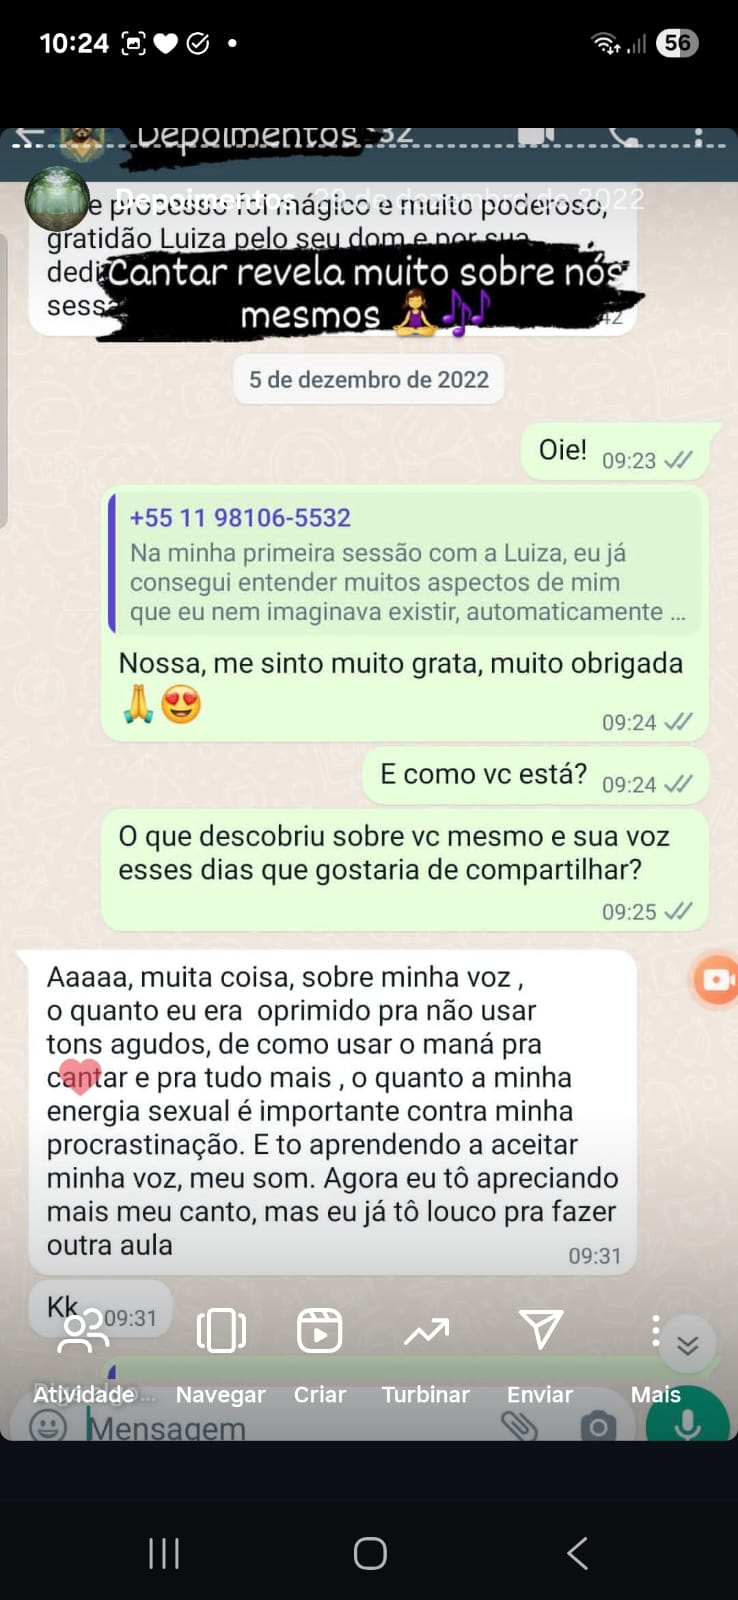 10:24
56
Depoimentos 32
Depoimentos 29 de dezembro de 2022
e processo foi mágico e muito poderoso,
gratidão Luiza pelo seu dom e por sua
Cantar revela muito sobre nós
mesmos
5 de dezembro de 2022
Oie! 09:23
+55 11 98106-5532
Na minha primeira sessão com a Luiza, eu já
consegui entender muitos aspectos de mim
que eu nem imaginava existir, automaticamente ...
Nossa, me sinto muito grata, muito obrigada
09:24
E como vc está? 09:24
O que descobriu sobre vc mesmo e sua voz
esses dias que gostaria de compartilhar?
09:25
Aaaaa, muita coisa, sobre minha voz ,
o quanto eu era oprimido pra não usar
tons agudos, de como usar o maná pra
cantar e pra tudo mais , o quanto a minha
energia sexual é importante contra minha
procrastinação. E to aprendendo a aceitar
minha voz, meu som. Agora eu tô apreciando
mais meu canto, mas eu já tô louco pra fazer
outra aula
09:31
Kk 09:31
Atividade Navegar Criar Turbinar Enviar Mais
Mensagem